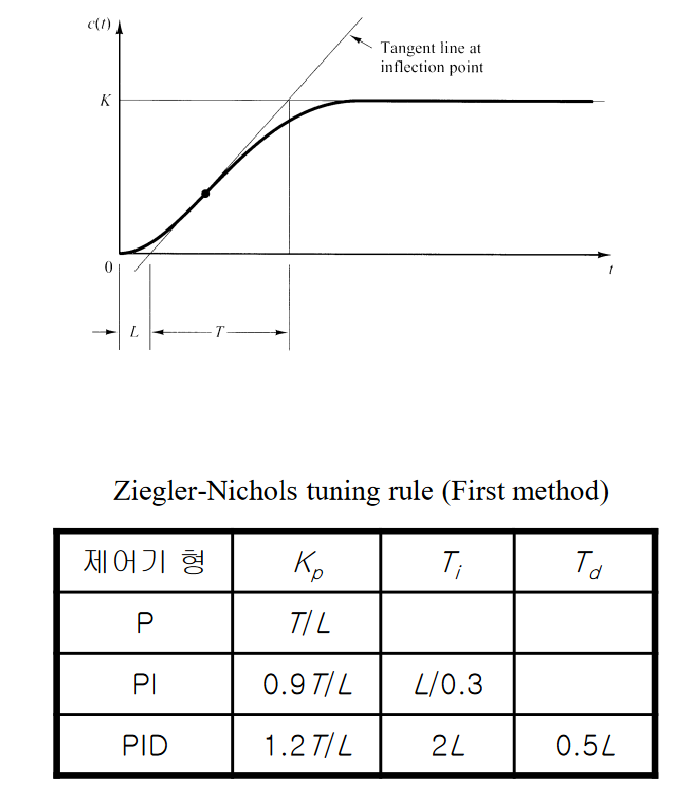 c(t)
Tangent line at
inflection point
K
0
t
L
T
Ziegler-Nichols tuning rule (First method)
제어기 형 Kp Ti Td
P T/L
PI 0.9T/L L/0.3
PID 1.2T/L 2L 0.5L